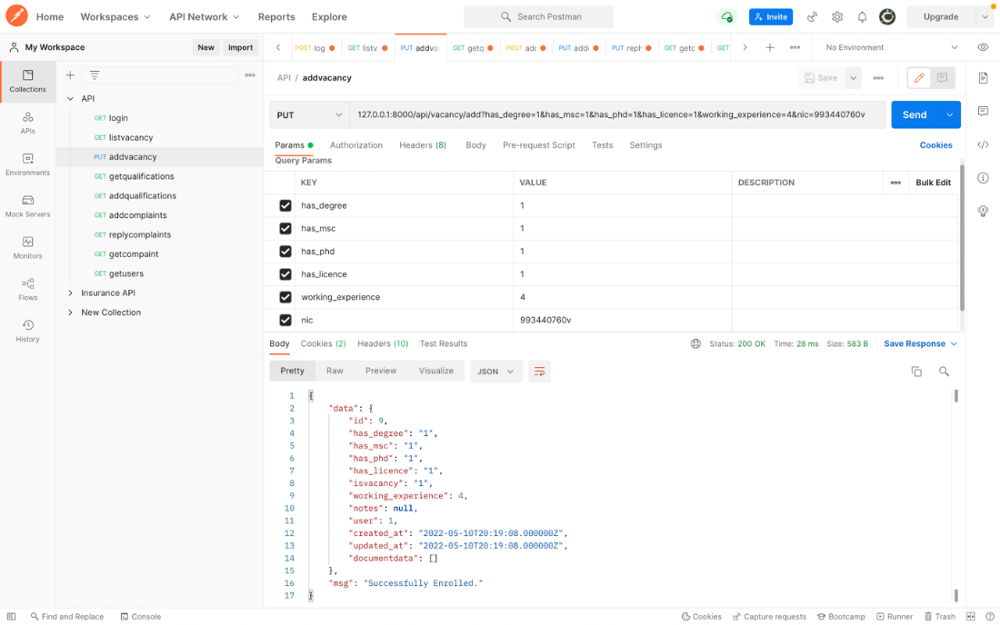 Home Workspaces API Network Reports Explore Search Postman Invite Upgrade
My Workspace New Import
POST log GET listv PUT addvac GET getq POST add PUT adde PUT repl GET getc GET No Environment
Collections
APIs
Environments
Mock Servers
Monitors
Flows
History
API
GET login
GET listvacancy
PUT addvacancy
GET getqualifications
GET addqualifications
GET addcomplaints
GET replycomplaints
GET getcompaint
GET getusers
Insurance API
New Collection
API / addvacancy Save
PUT 127.0.0.1:8000/api/vacancy/add?has_degree=1&has_msc=1&has_phd=1&has_licence=1&working_experience=4&nic=993440760v Send
Params Authorization Headers (8) Body Pre-request Script Tests Settings Cookies
Query Params
KEY VALUE DESCRIPTION Bulk Edit
has_degree 1
has_msc 1
has_phd 1
has_licence 1
working_experience 4
nic 993440760v
Body Cookies (2) Headers (10) Test Results Status: 200 OK Time: 28 ms Size: 583 B Save Response
Pretty Raw Preview Visualize JSON
1 {
2 "data": {
3 "id": 9,
4 "has_degree": "1",
5 "has_msc": "1",
6 "has_phd": "1",
7 "has_licence": "1",
8 "isvacancy": "1",
9 "working_experience": 4,
10 "notes": null,
11 "user": 1,
12 "created_at": "2022-05-10T20:19:08.000000Z",
13 "updated_at": "2022-05-10T20:19:08.000000Z",
14 "documentdata": []
15 },
16 "msg": "Successfully Enrolled."
17 }
Find and Replace Console Cookies Capture requests Bootcamp Runner Trash